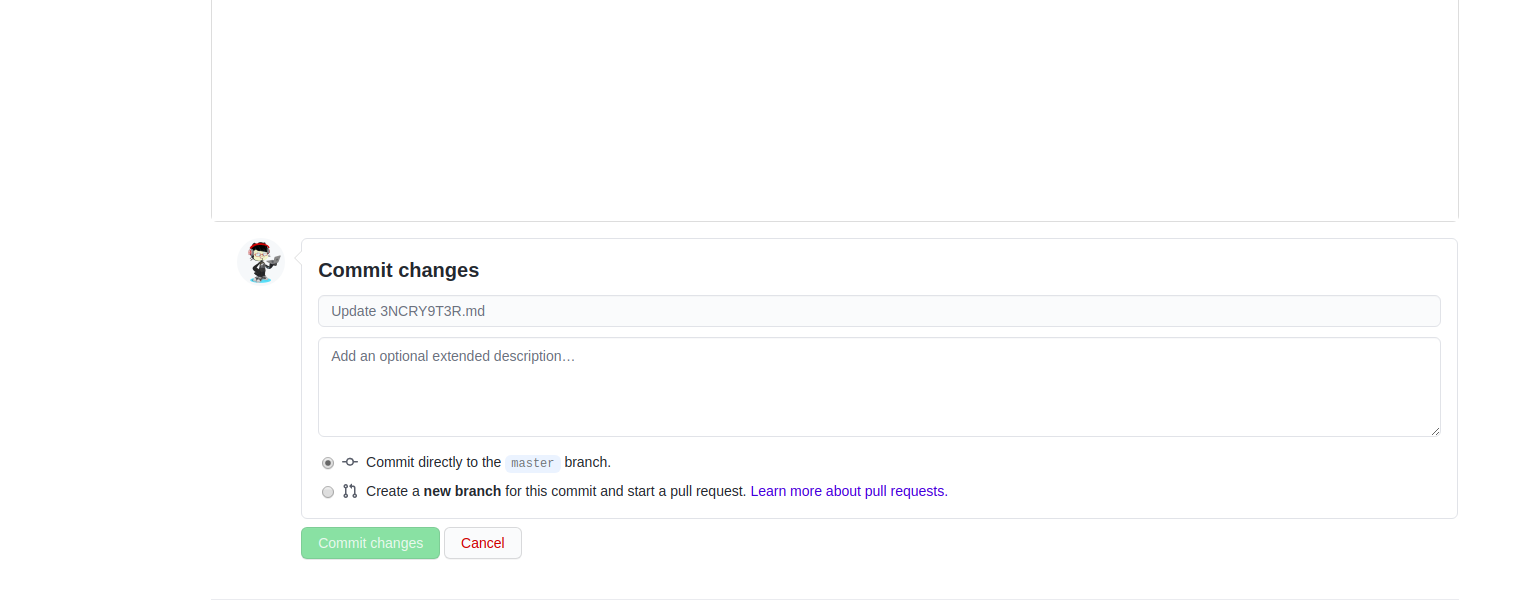 Commit changes
Update 3NCRY9T3R.md
Add an optional extended description…
Commit directly to the master branch.
Create a new branch for this commit and start a pull request. Learn more about pull requests.
Commit changes Cancel